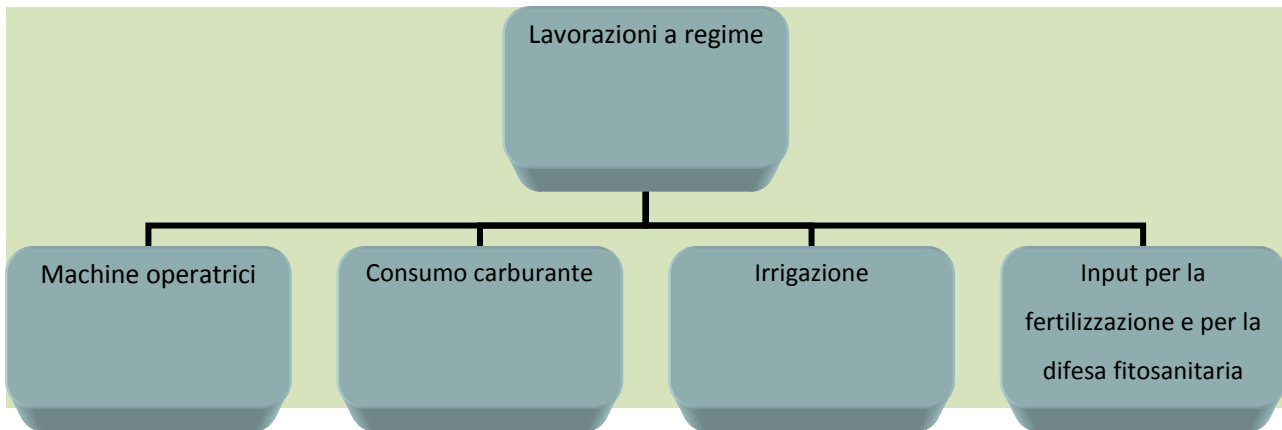 Lavorazioni a regime
Machine operatrici
Consumo carburante
Irrigazione
Input per la
fertilizzazione e per la
difesa fitosanitaria